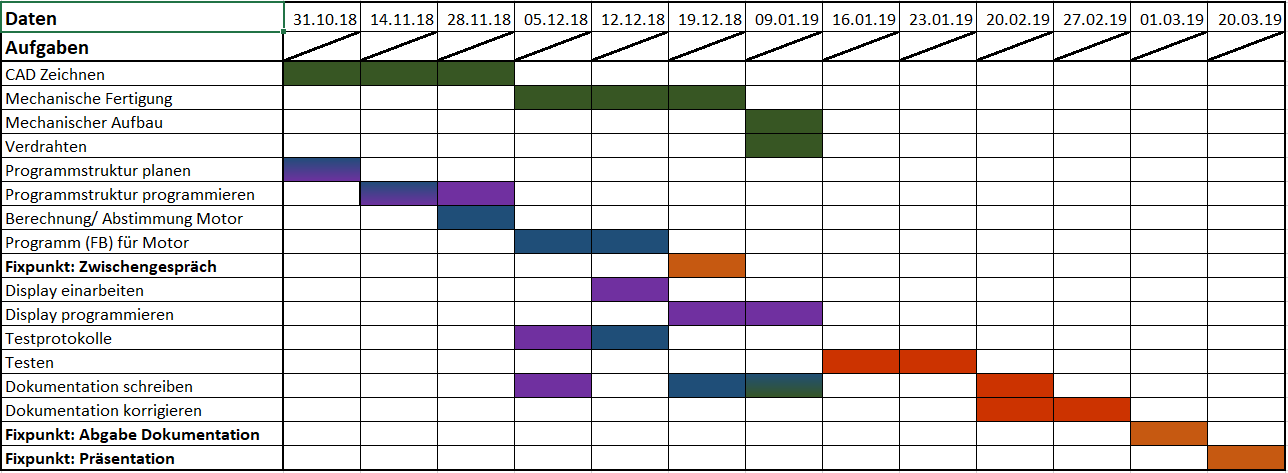 Daten 31.10.18 14.11.18 28.11.18 05.12.18 12.12.18 19.12.18 09.01.19 16.01.19 23.01.19 20.02.19 27.02.19 01.03.19 20.03.19
Aufgaben
CAD Zeichnen
Mechanische Fertigung
Mechanischer Aufbau
Verdrahten
Programmstruktur planen
Programmstruktur programmieren
Berechnung/ Abstimmung Motor
Programm (FB) für Motor
Fixpunkt: Zwischengespräch
Display einarbeiten
Display programmieren
Testprotokolle
Testen
Dokumentation schreiben
Dokumentation korrigieren
Fixpunkt: Abgabe Dokumentation
Fixpunkt: Präsentation